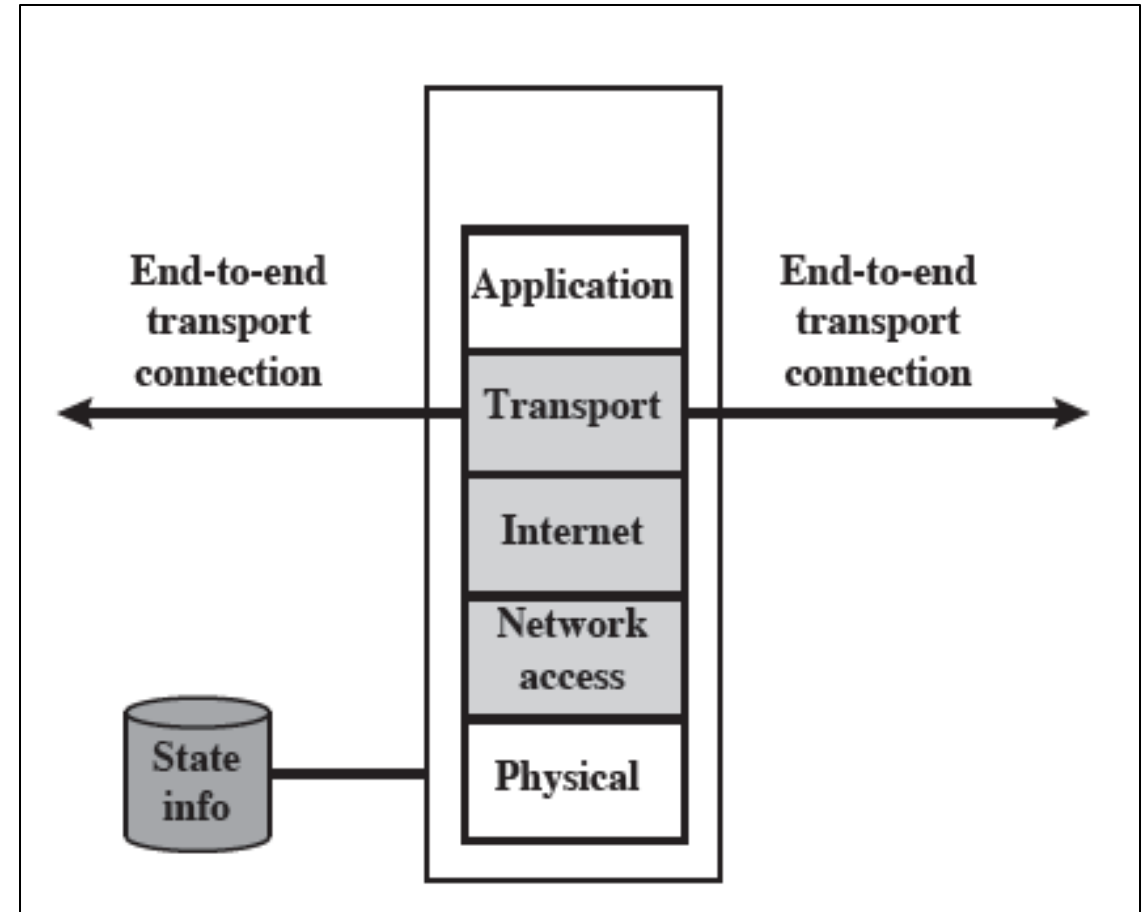 End-to-end
transport
connection
Application
End-to-end
transport
connection
Transport
Internet
Network
access
State
info
Physical